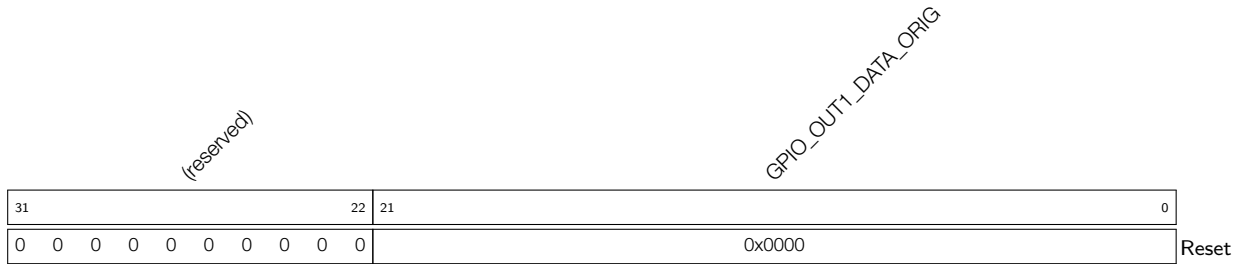 (reserved)
GPIO_OUT1_DATA_ORIG
31 22 21 0
0 0 0 0 0 0 0 0 0 0 0x0000 Reset